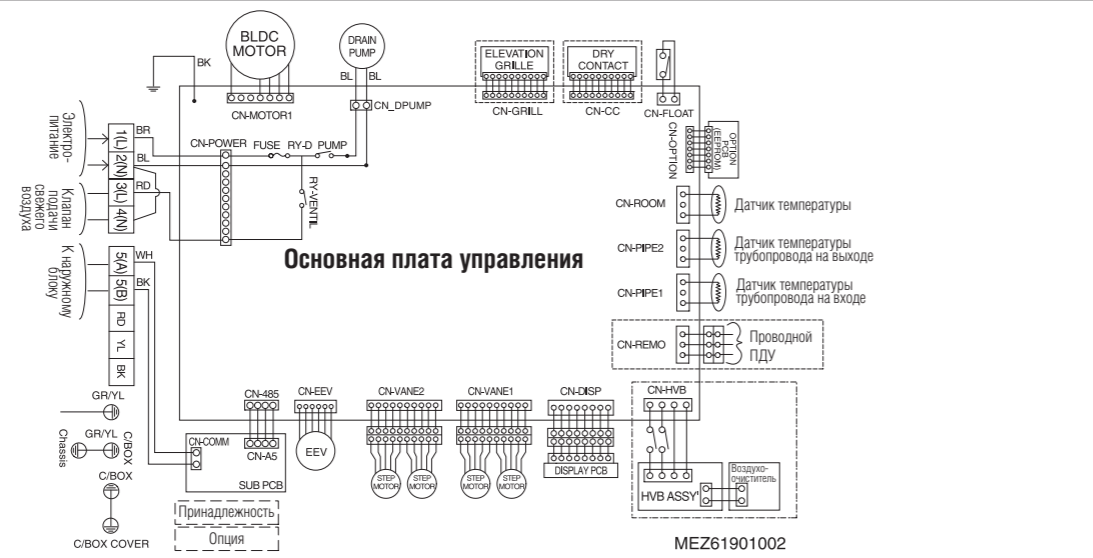 BLDC
MOTOR
DRAIN
PUMP
ELEVATION
GRILLE
DRY
CONTACT
BK
BL
BL
CN-MOTOR1
CN_DPUMP
CN-GRILL
CN-CC
CN-FLOAT
Электро-
питание
1(L)
BR
2(N)
BL
CN-POWER
FUSE
RY-D
PUMP
CN-OPTION
OPTION
PCB
(EEPROM)
Клапан
подачи
свежего
воздуха
3(L)
RD
4(N)
RY-VENTIL
CN-ROOM
Датчик температуры
Основная плата управления
CN-PIPE2
Датчик температуры
трубопровода на выходе
К наружному
блоку
5(A)
WH
5(B)
BK
RD
YL
BK
CN-PIPE1
Датчик температуры
трубопровода на входе
CN-REMO
Проводной
ПДУ
GR/YL
GR/YL
Chassis
C/BOX
C/BOX
C/BOX COVER
CN-485
CN-EEV
CN-VANE2
CN-VANE1
CN-DISP
CN-HVB
CN-COMM
CN-A5
SUB PCB
EEV
STEP
MOTOR
STEP
MOTOR
STEP
MOTOR
STEP
MOTOR
DISPLAY PCB
HVB ASSY'
Воздухо-
очиститель
Принадлежность
Опция
MEZ61901002